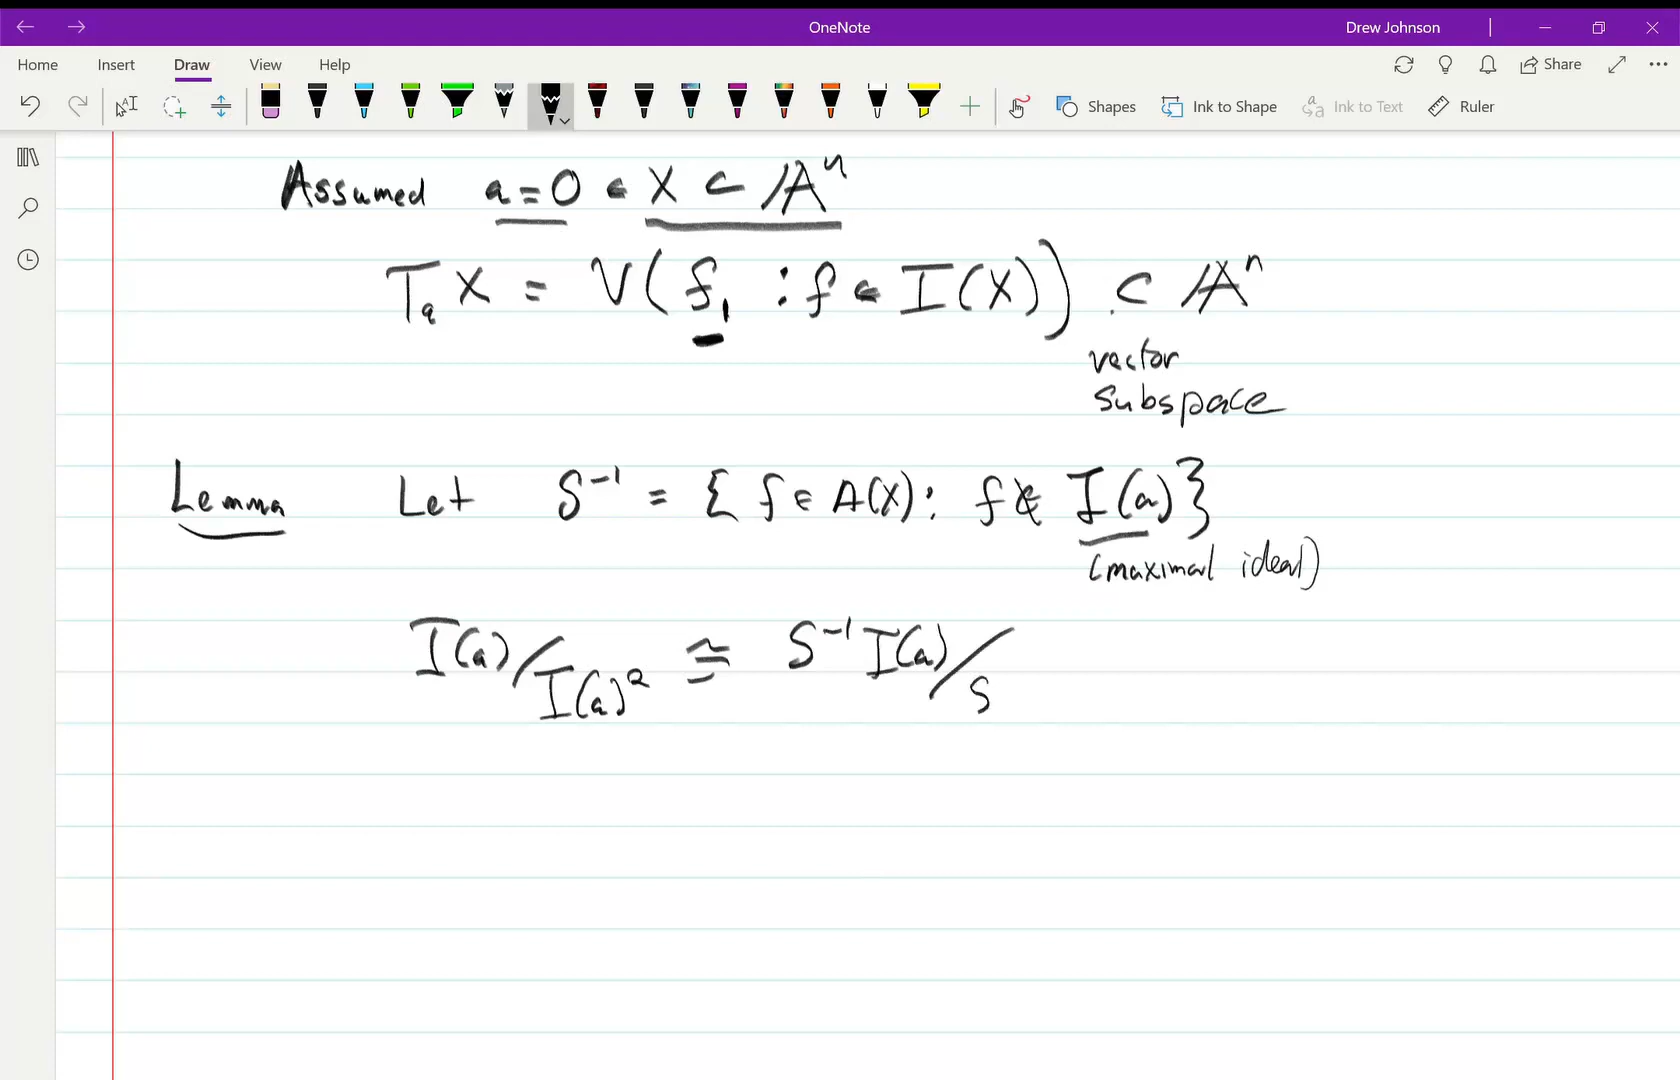 OneNote
Drew Johnson
Home Insert Draw View Help
Share
Shapes Ink to Shape Ink to Text Ruler
Assumed a=0 ∈ X ⊂ 𝔸ⁿ
TₐX = V(f₁ : f ∈ I(X)) ⊂ 𝔸ⁿ
vector
subspace
Lemma Let S⁻¹ = { f ∈ A(X) : f ∉ I(a) }
(maximal ideal)
I(a)/I(a)² ≅ S⁻¹I(a)/S